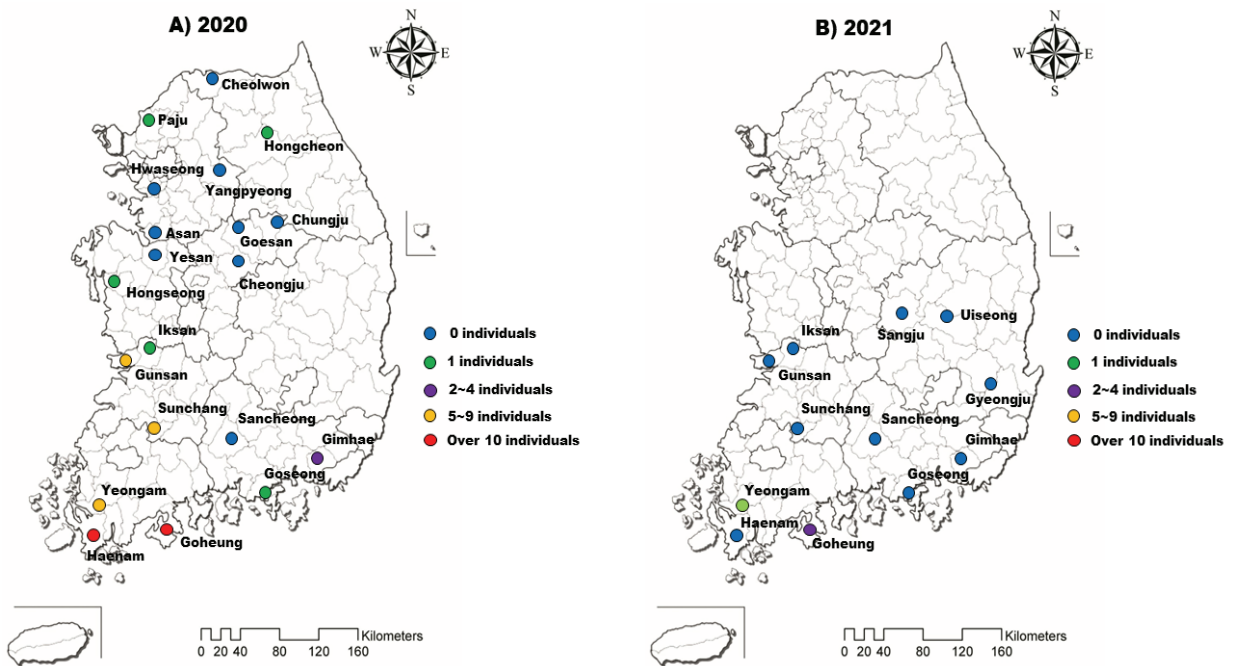 A) 2020
N
W
E
S
Cheolwon
Paju
Hongcheon
Hwaseong
Yangpyeong
Chungju
Asan
Goesan
Yesan
Cheongju
Hongseong
Iksan
Gunsan
Sunchang
Sancheong
Gimhae
Goseong
Yeongam
Goheung
Haenam
0 individuals
1 individuals
2~4 individuals
5~9 individuals
Over 10 individuals
Kilometers
0 20 40 80 120 160
B) 2021
N
W
E
S
Sangju
Uiseong
Iksan
Gunsan
Gyeongju
Sunchang
Sancheong
Gimhae
Goseong
Yeongam
Haenam
Goheung
0 individuals
1 individuals
2~4 individuals
5~9 individuals
Over 10 individuals
Kilometers
0 20 40 80 120 160